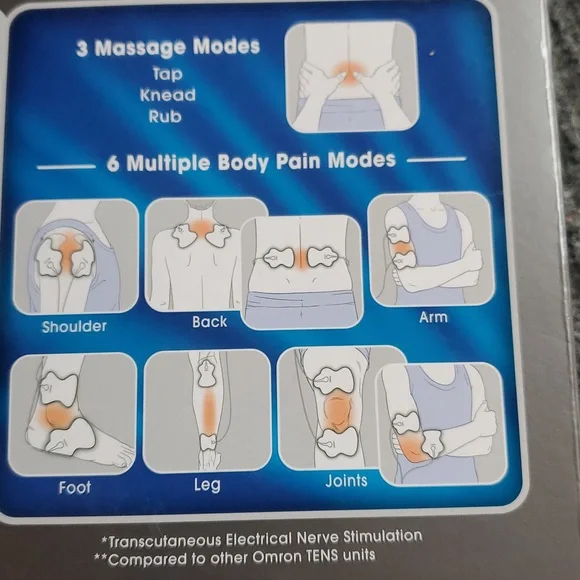 3 Massage Modes
Tap
Knead
Rub
6 Multiple Body Pain Modes
Shoulder
Back
Arm
Foot
Leg
Joints
*Transcutaneous Electrical Nerve Stimulation
**Compared to other Omron TENS units